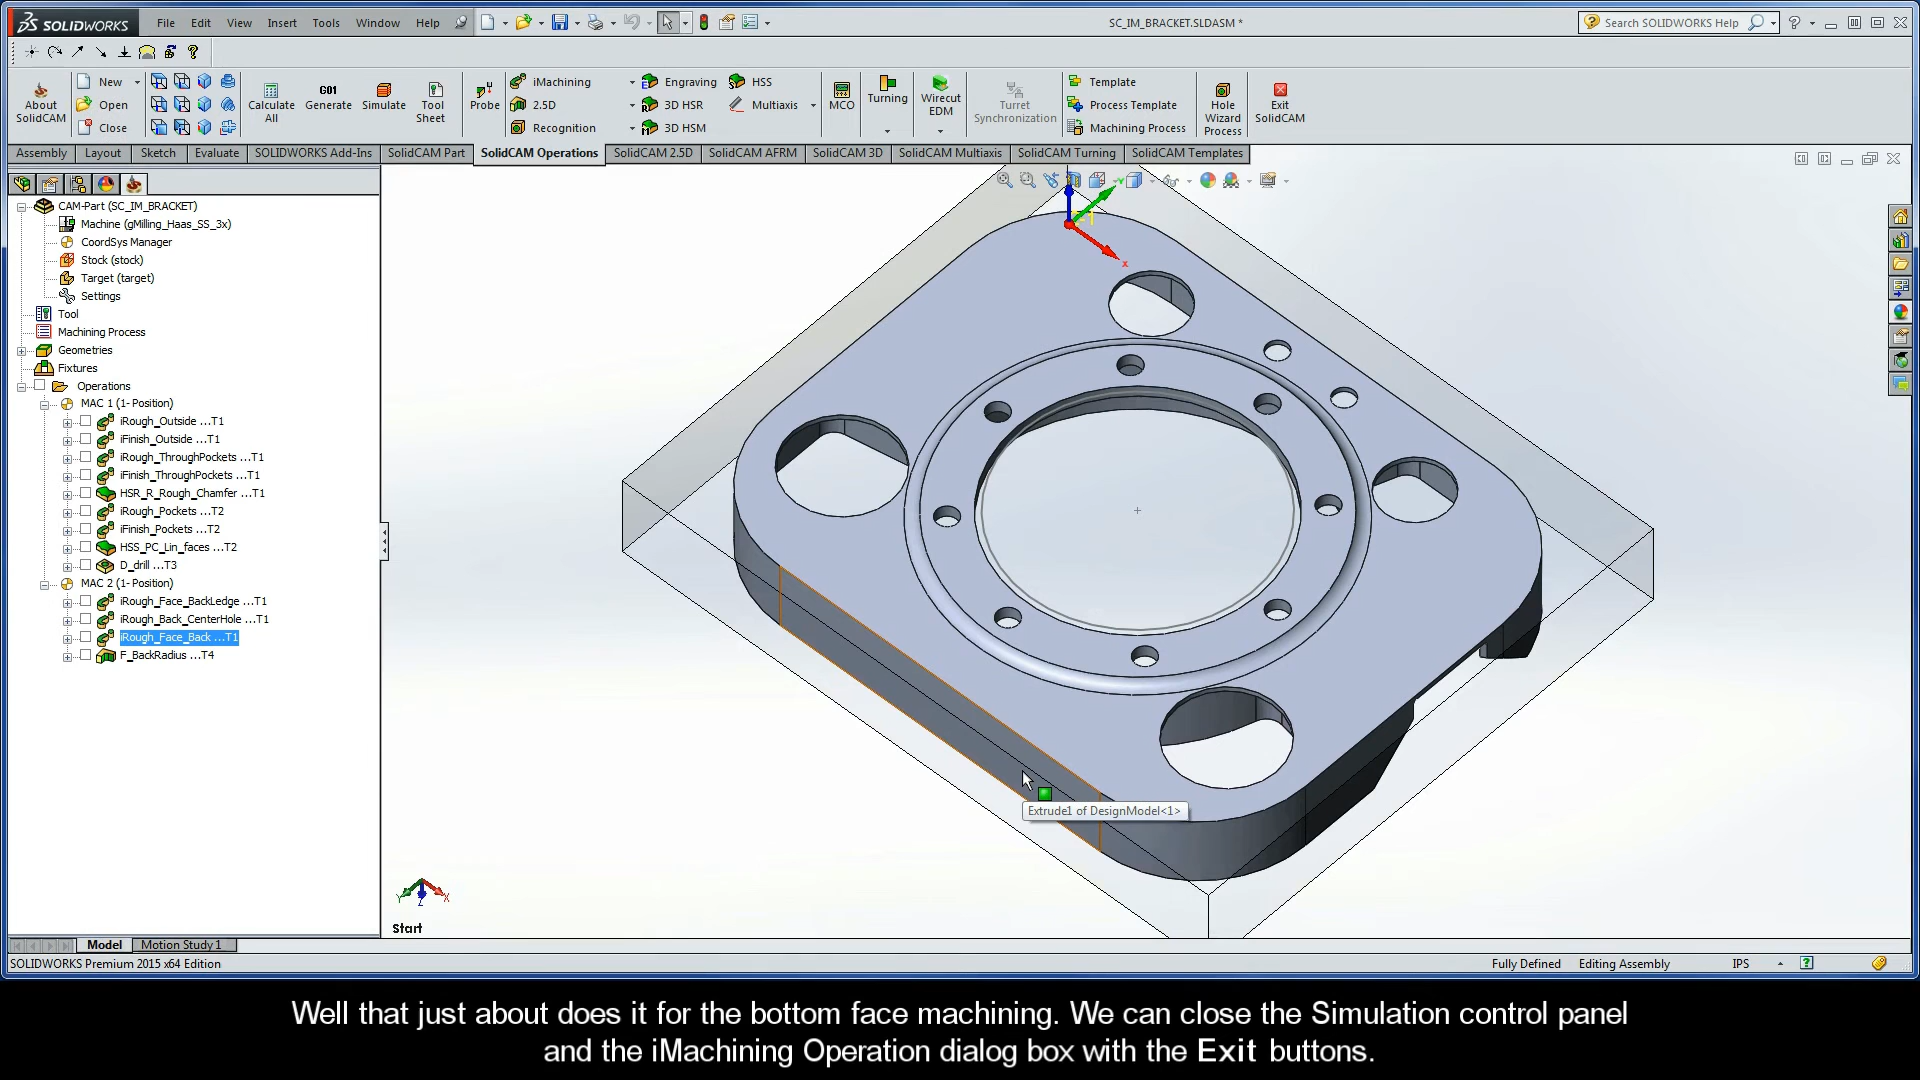 SOLIDWORKS
File Edit View Insert Tools Window Help
SC_IM_BRACKET.SLDASM *
Search SOLIDWORKS Help
About SolidCAM
New
Open
Close
Calculate All
G01
Generate
Simulate
Tool Sheet
Probe
iMachining
2.5D
Recognition
Engraving
3D HSR
3D HSM
HSS
Multiaxis
MCO
Turning
Wirecut EDM
Turret Synchronization
Template
Process Template
Machining Process
Hole Wizard Process
Exit SolidCAM
Assembly Layout Sketch Evaluate SOLIDWORKS Add-Ins SolidCAM Part SolidCAM Operations SolidCAM 2.5D SolidCAM AFRM SolidCAM 3D SolidCAM Multiaxis SolidCAM Turning SolidCAM Templates
CAM-Part (SC_IM_BRACKET)
Machine (gMilling_Haas_SS_3x)
CoordSys Manager
Stock (stock)
Target (target)
Settings
Tool
Machining Process
Geometries
Fixtures
Operations
MAC 1 (1- Position)
iRough_Outside ...T1
iFinish_Outside ...T1
iRough_ThroughPockets ...T1
iFinish_ThroughPockets ...T1
HSR_R_Rough_Chamfer ...T1
iRough_Pockets ...T2
iFinish_Pockets ...T2
HSS_PC_Lin_faces ...T2
D_drill ...T3
MAC 2 (1- Position)
iRough_Face_BackLedge ...T1
iRough_Back_CenterHole ...T1
iRough_Face_Back ...T1
F_BackRadius ...T4
x
Extrude1 of DesignModel<1>
Y X
Z
Start
Model Motion Study 1
SOLIDWORKS Premium 2015 x64 Edition
Fully Defined Editing Assembly IPS
Well that just about does it for the bottom face machining. We can close the Simulation control panel
and the iMachining Operation dialog box with the Exit buttons.